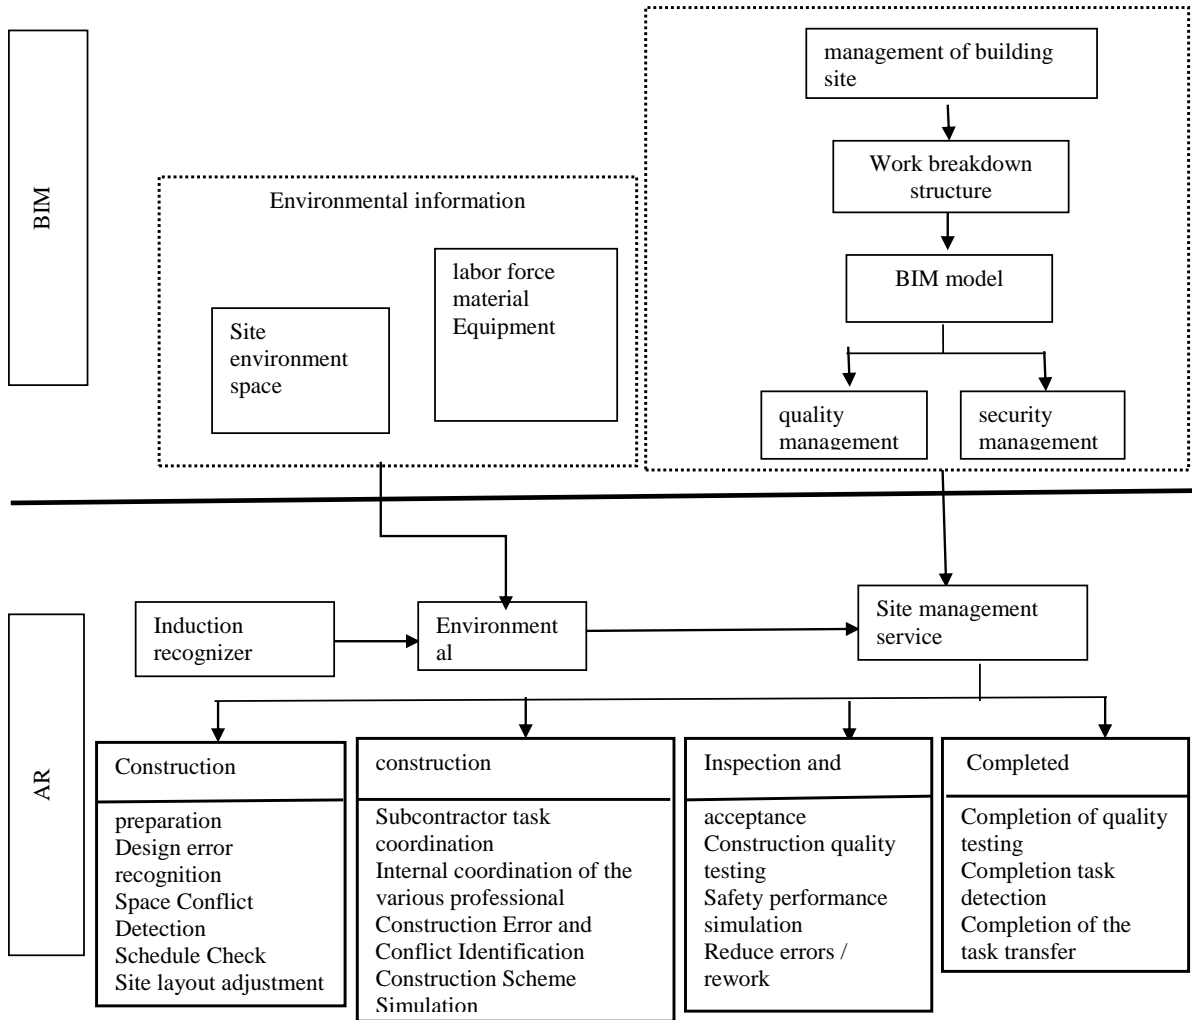 management of building
site
BIM
Work breakdown
structure
Environmental information
labor force
material
Equipment
BIM model
Site
environment
space
quality
management
security
management
Induction
recognizer
Environment
al
Site management
service
AR
Construction
preparation
Design error
recognition
Space Conflict
Detection
Schedule Check
Site layout adjustment
construction
Subcontractor task
coordination
Internal coordination of the
various professional
Construction Error and
Conflict Identification
Construction Scheme
Simulation
Inspection and
acceptance
Construction quality
testing
Safety performance
simulation
Reduce errors /
rework
Completed
Completion of quality
testing
Completion task
detection
Completion of the
task transfer